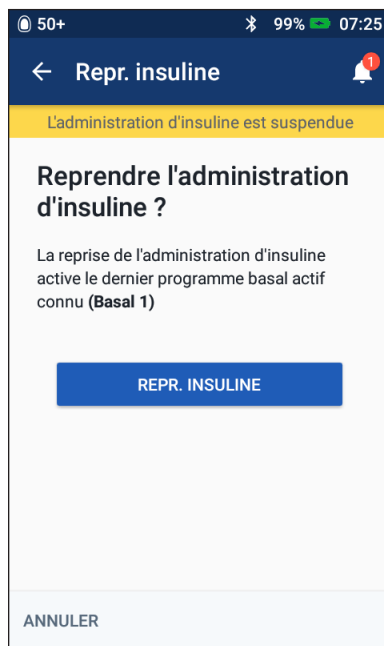 50+ 99% 07:25
Repr. insuline 1
L'administration d'insuline est suspendue
Reprendre l'administration
d'insuline ?
La reprise de l'administration d'insuline
active le dernier programme basal actif
connu (Basal 1)
REPR. INSULINE
ANNULER